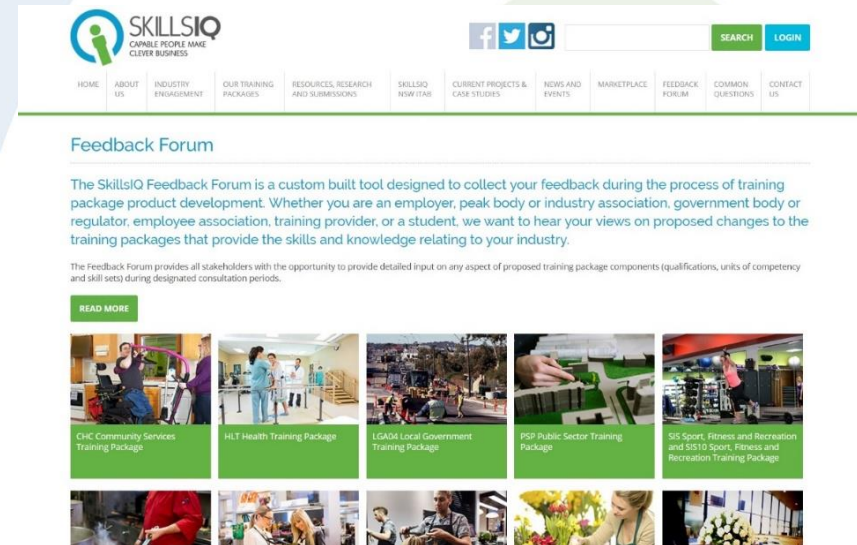 SKILLSIQ
CAPABLE PEOPLE MAKE
CLEVER BUSINESS
SEARCH
LOGIN
HOME
ABOUT
US
INDUSTRY
ENGAGEMENT
OUR TRAINING
PACKAGES
RESOURCES, RESEARCH
AND SUBMISSIONS
SKILLSIQ
NSW ITAB
CURRENT PROJECTS &
CASE STUDIES
NEWS AND
EVENTS
MARKETPLACE
FEEDBACK
FORUM
COMMON
QUESTIONS
CONTACT
US
Feedback Forum
The SkillsIQ Feedback Forum is a custom built tool designed to collect your feedback during the process of training
package product development. Whether you are an employer, peak body or industry association, government body or
regulator, employee association, training provider, or a student, we want to hear your views on proposed changes to the
training packages that provide the skills and knowledge relating to your industry.
The Feedback Forum provides all stakeholders with the opportunity to provide detailed input on any aspect of proposed training package components (qualifications, units of competency
and skill sets) during designated consultation periods.
READ MORE
CHC Community Services
Training Package
HLT Health Training Package
LGA04 Local Government
Training Package
PSP Public Sector Training
Package
SIS Sport, Fitness and Recreation
and SIS10 Sport, Fitness and
Recreation Training Package